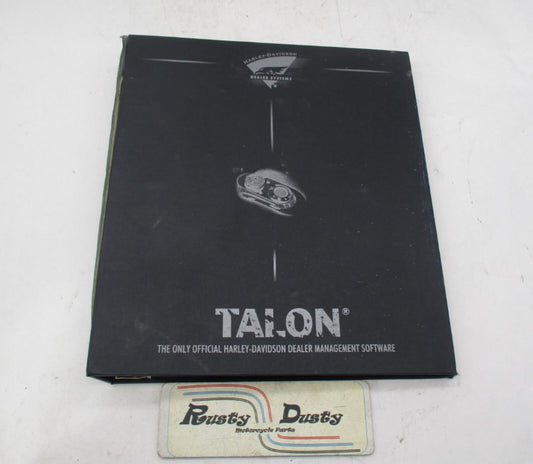 HARLEY-DAVIDSON
DEALER SYSTEMS
TALON®
THE ONLY OFFICIAL HARLEY-DAVIDSON DEALER MANAGEMENT SOFTWARE
Rusty Dusty
Motorcycle Parts